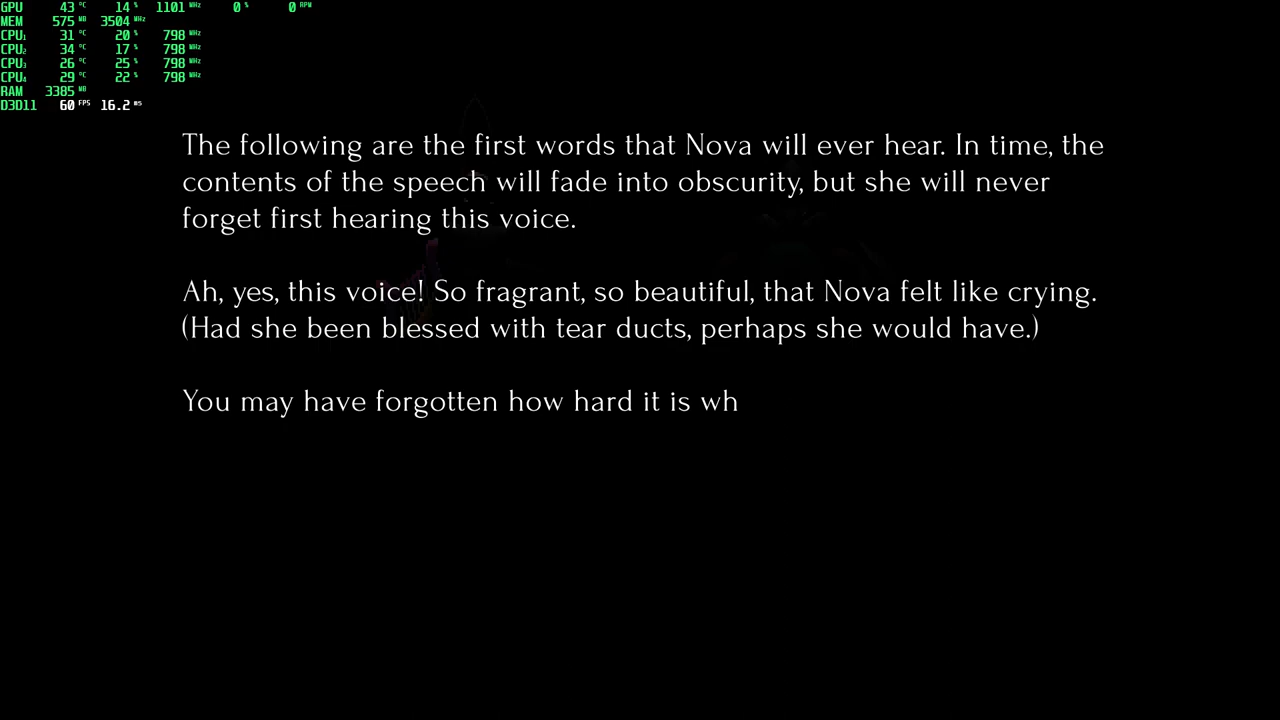 GPU 43 °C 14 % 1101 MHz 0 % 0 RPM
MEM 575 MB 3504 MHz
CPU1 31 °C 20 % 798 MHz
CPU2 34 °C 17 % 798 MHz
CPU3 26 °C 25 % 798 MHz
CPU4 29 °C 22 % 798 MHz
RAM 3385 MB
D3D11 60 FPS 16.2 ms
The following are the first words that Nova will ever hear. In time, the
contents of the speech will fade into obscurity, but she will never
forget first hearing this voice.
Ah, yes, this voice! So fragrant, so beautiful, that Nova felt like crying.
(Had she been blessed with tear ducts, perhaps she would have.)
You may have forgotten how hard it is wh